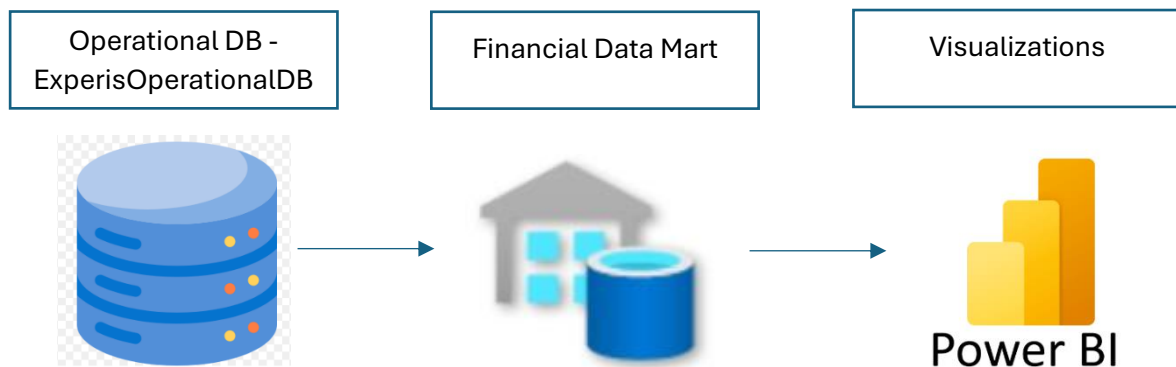 Operational DB -
ExperisOperationalDB
Financial Data Mart
Visualizations
Power BI